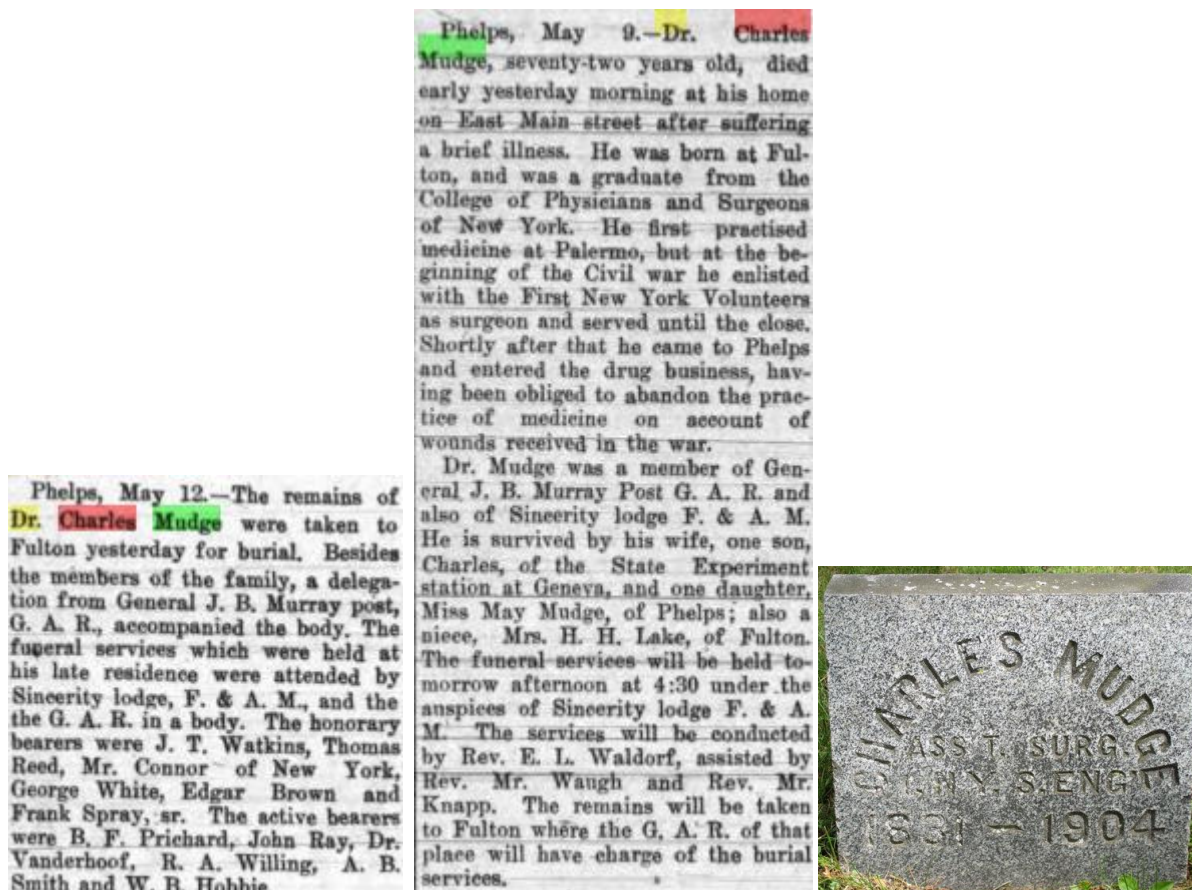 Phelps, May 12.—The remains of
Dr. Charles Mudge were taken to
Fulton yesterday for burial. Besides
the members of the family, a delega-
tion from General J. B. Murray post,
G. A. R., accompanied the body. The
funeral services which were held at
his late residence were attended by
Sincerity lodge, F. & A. M., and the
the G. A. R. in a body. The honorary
bearers were J. T. Watkins, Thomas
Reed, Mr. Connor of New York,
George White, Edgar Brown and
Frank Spray, sr. The active bearers
were B. F. Prichard, John Ray, Dr.
Vanderhoof, R. A. Willing, A. B.
Smith and W. B. Hobbie
Phelps, May 9.—Dr. Charles
Mudge, seventy-two years old, died
early yesterday morning at his home
on East Main street after suffering
a brief illness. He was born at Ful-
ton, and was a graduate from the
College of Physicians and Surgeons
of New York. He first practised
medicine at Palermo, but at the be-
ginning of the Civil war he enlisted
with the First New York Volunteers
as surgeon and served until the close.
Shortly after that he came to Phelps
and entered the drug business, hav-
ing been obliged to abandon the prac-
tice of medicine on account of
wounds received in the war.
Dr. Mudge was a member of Gen-
eral J. B. Murray Post G. A. R. and
also of Sincerity lodge F. & A. M.
He is survived by his wife, one son,
Charles, of the State Experiment
station at Geneva, and one daughter,
Miss May Mudge, of Phelps; also a
niece, Mrs. H. H. Lake, of Fulton.
The funeral services will be held to-
morrow afternoon at 4:30 under the
auspices of Sincerity lodge F. & A.
M. The services will be conducted
by Rev. E. L. Waldorf, assisted by
Rev. Mr. Waugh and Rev. Mr.
Knapp. The remains will be taken
to Fulton where the G. A. R. of that
place will have charge of the burial
services.
CHARLES MUDGE
ASS'T. SURG.
N.Y. S. ENG'
1831 – 1904